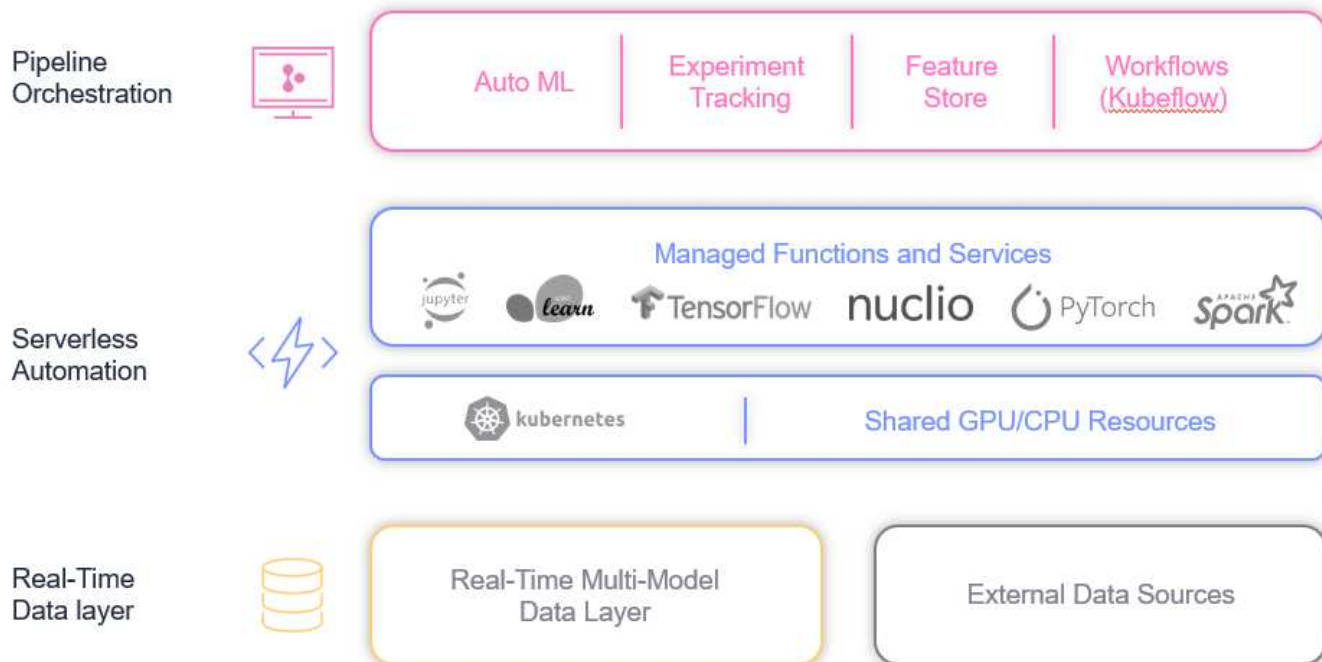 Pipeline
Orchestration
Auto ML
Experiment
Tracking
Feature
Store
Workflows
(Kubeflow)
Serverless
Automation
Managed Functions and Services
jupyter
learn
TensorFlow
nuclio
PyTorch
APACHE
Spark
kubernetes
Shared GPU/CPU Resources
Real-Time
Data layer
Real-Time Multi-Model
Data Layer
External Data Sources